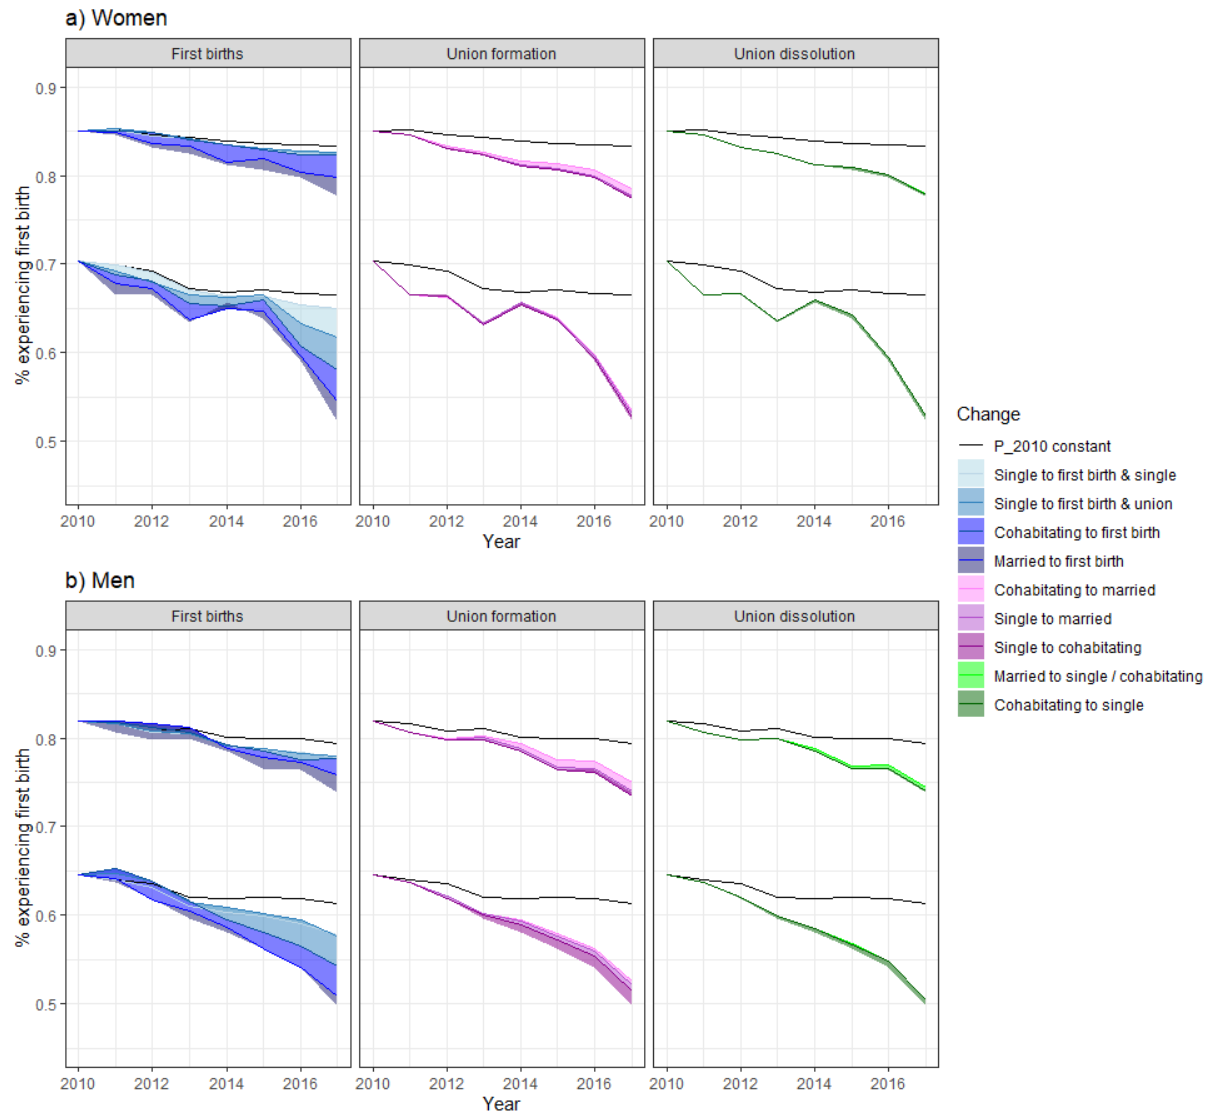 a) Women
First births
Union formation
Union dissolution
% experiencing first birth
0.9
0.8
0.7
0.6
0.5
2010 2012 2014 2016
2010 2012 2014 2016
2010 2012 2014 2016
Year
b) Men
First births
Union formation
Union dissolution
% experiencing first birth
0.9
0.8
0.7
0.6
0.5
2010 2012 2014 2016
2010 2012 2014 2016
2010 2012 2014 2016
Year
Change
P_2010 constant
Single to first birth & single
Single to first birth & union
Cohabitating to first birth
Married to first birth
Cohabitating to married
Single to married
Single to cohabitating
Married to single / cohabitating
Cohabitating to single